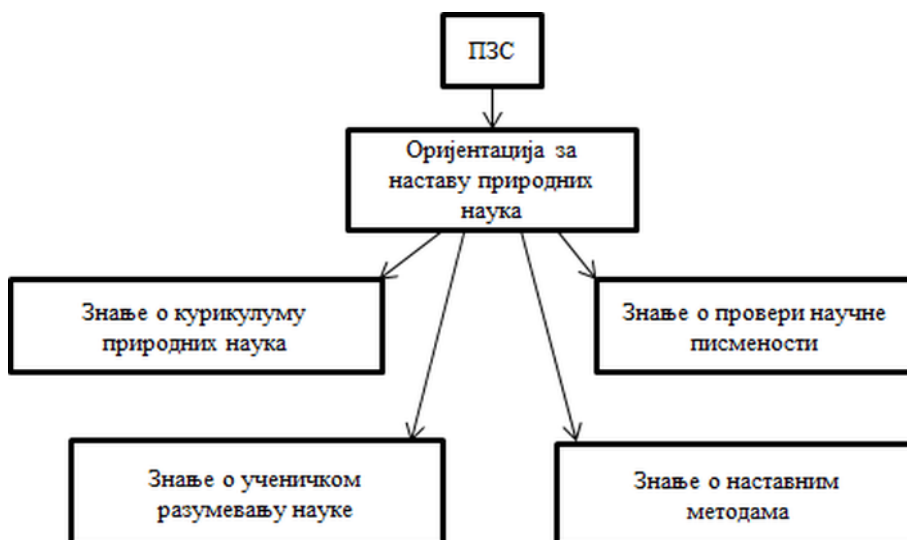 ПЗС
Оријентација за
наставу природних
наука
Знање о курикулуму
природних наука
Знање о провери научне
писмености
Знање о ученичком
разумевању науке
Знање о наставним
методама